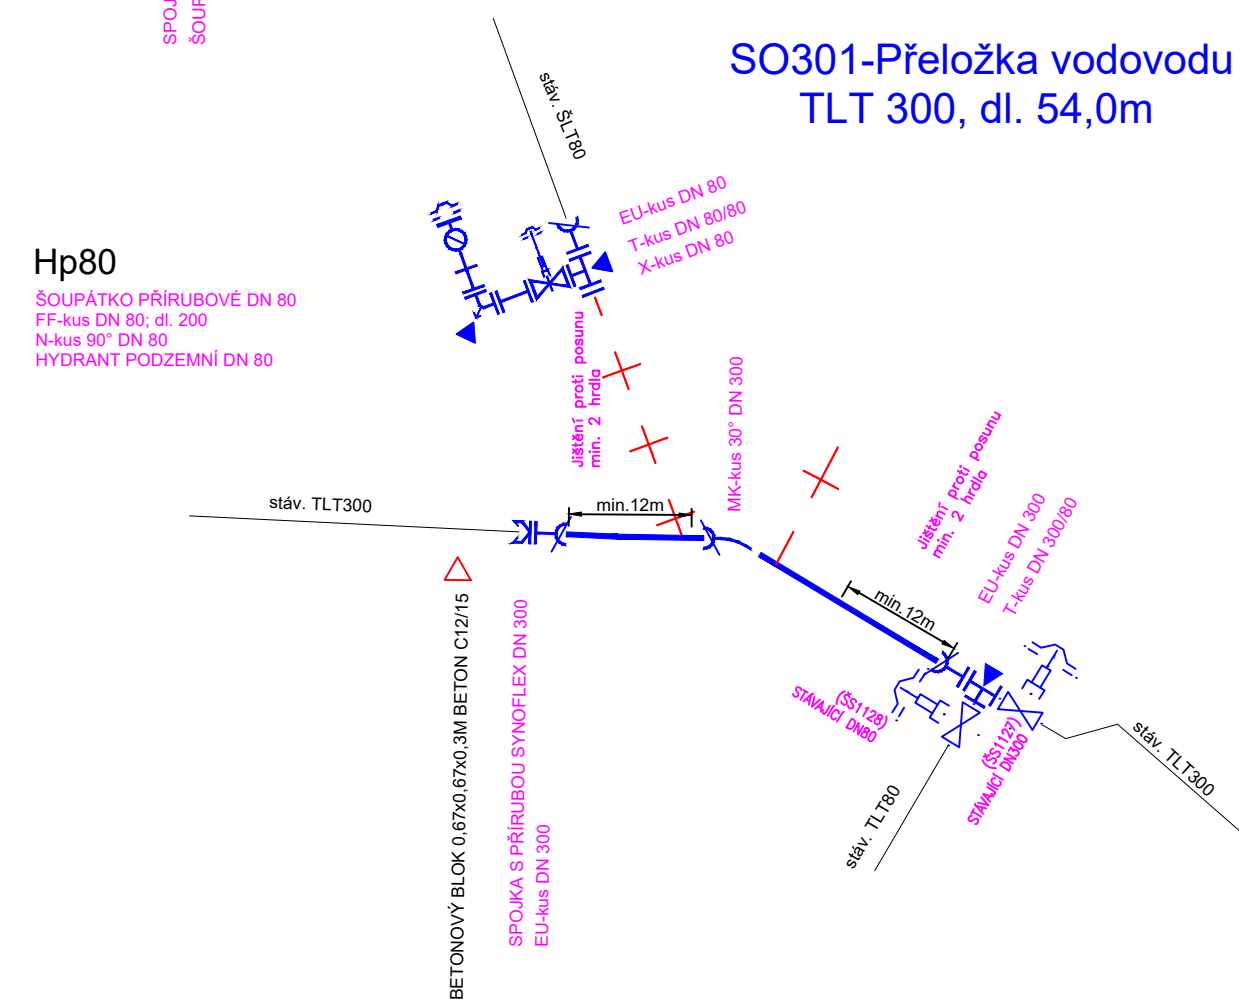 SPOJ
ŠOUP
SO301-Přeložka vodovodu
TLT 300, dl. 54,0m
stáv. ŠLT80
EU-kus DN 80
T-kus DN 80/80
X-kus DN 80
Hp80
ŠOUPÁTKO PŘÍRUBOVÉ DN 80
FF-kus DN 80; dl. 200
N-kus 90° DN 80
HYDRANT PODZEMNÍ DN 80
Jištění proti posunu
min. 2 hrdla
MK-kus 30° DN 300
stáv. TLT300
min.12m
Jištění proti posunu
min. 2 hrdla
EU-kus DN 300
T-kus DN 300/80
min.12m
BETONOVÝ BLOK 0,67x0,67x0,3M BETON C12/15
SPOJKA S PŘÍRUBOU SYNOFLEX DN 300
EU-kus DN 300
(ŠS1128)
STÁVAJÍCÍ DN80
(ŠS1127)
STÁVAJÍCÍ DN300
stáv. TLT80
stáv. TLT300